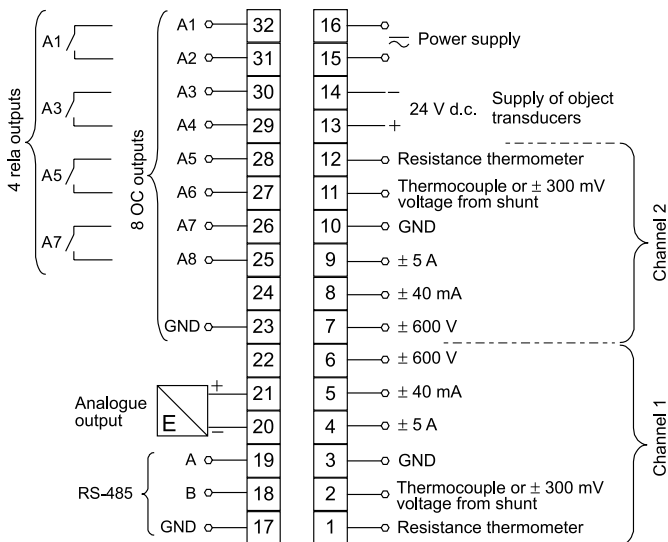 A1
A3
A5
A7
4 rela outputs
8 OC outputs
A1 32
A2 31
A3 30
A4 29
A5 28
A6 27
A7 26
A8 25
24
GND 23
22
Analogue
output
E
+ 21
− 20
RS-485
A 19
B 18
GND 17
16
15
Power supply
14 −
13 +
24 V d.c.
Supply of object
transducers
12 Resistance thermometer
11 Thermocouple or ± 300 mV
voltage from shunt
10 GND
9 ± 5 A
8 ± 40 mA
7 ± 600 V
Channel 2
6 ± 600 V
5 ± 40 mA
4 ± 5 A
3 GND
2 Thermocouple or ± 300 mV
voltage from shunt
1 Resistance thermometer
Channel 1